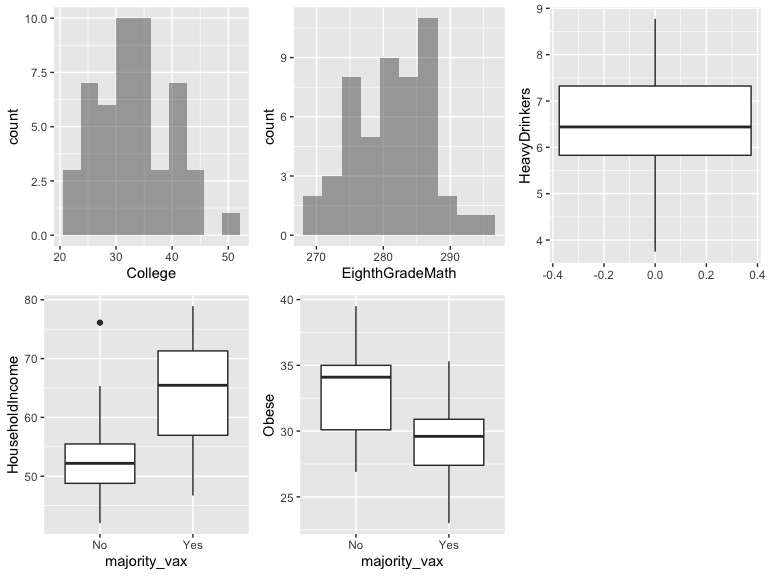 10.0
7.5
5.0
2.5
0.0
count
20
30
40
50
College
9
6
3
0
count
270
280
290
EighthGradeMath
9
8
7
6
5
4
HeavyDrinkers
-0.4
-0.2
0.0
0.2
0.4
80
70
60
50
HouseholdIncome
No
Yes
majority_vax
40
35
30
25
Obese
No
Yes
majority_vax